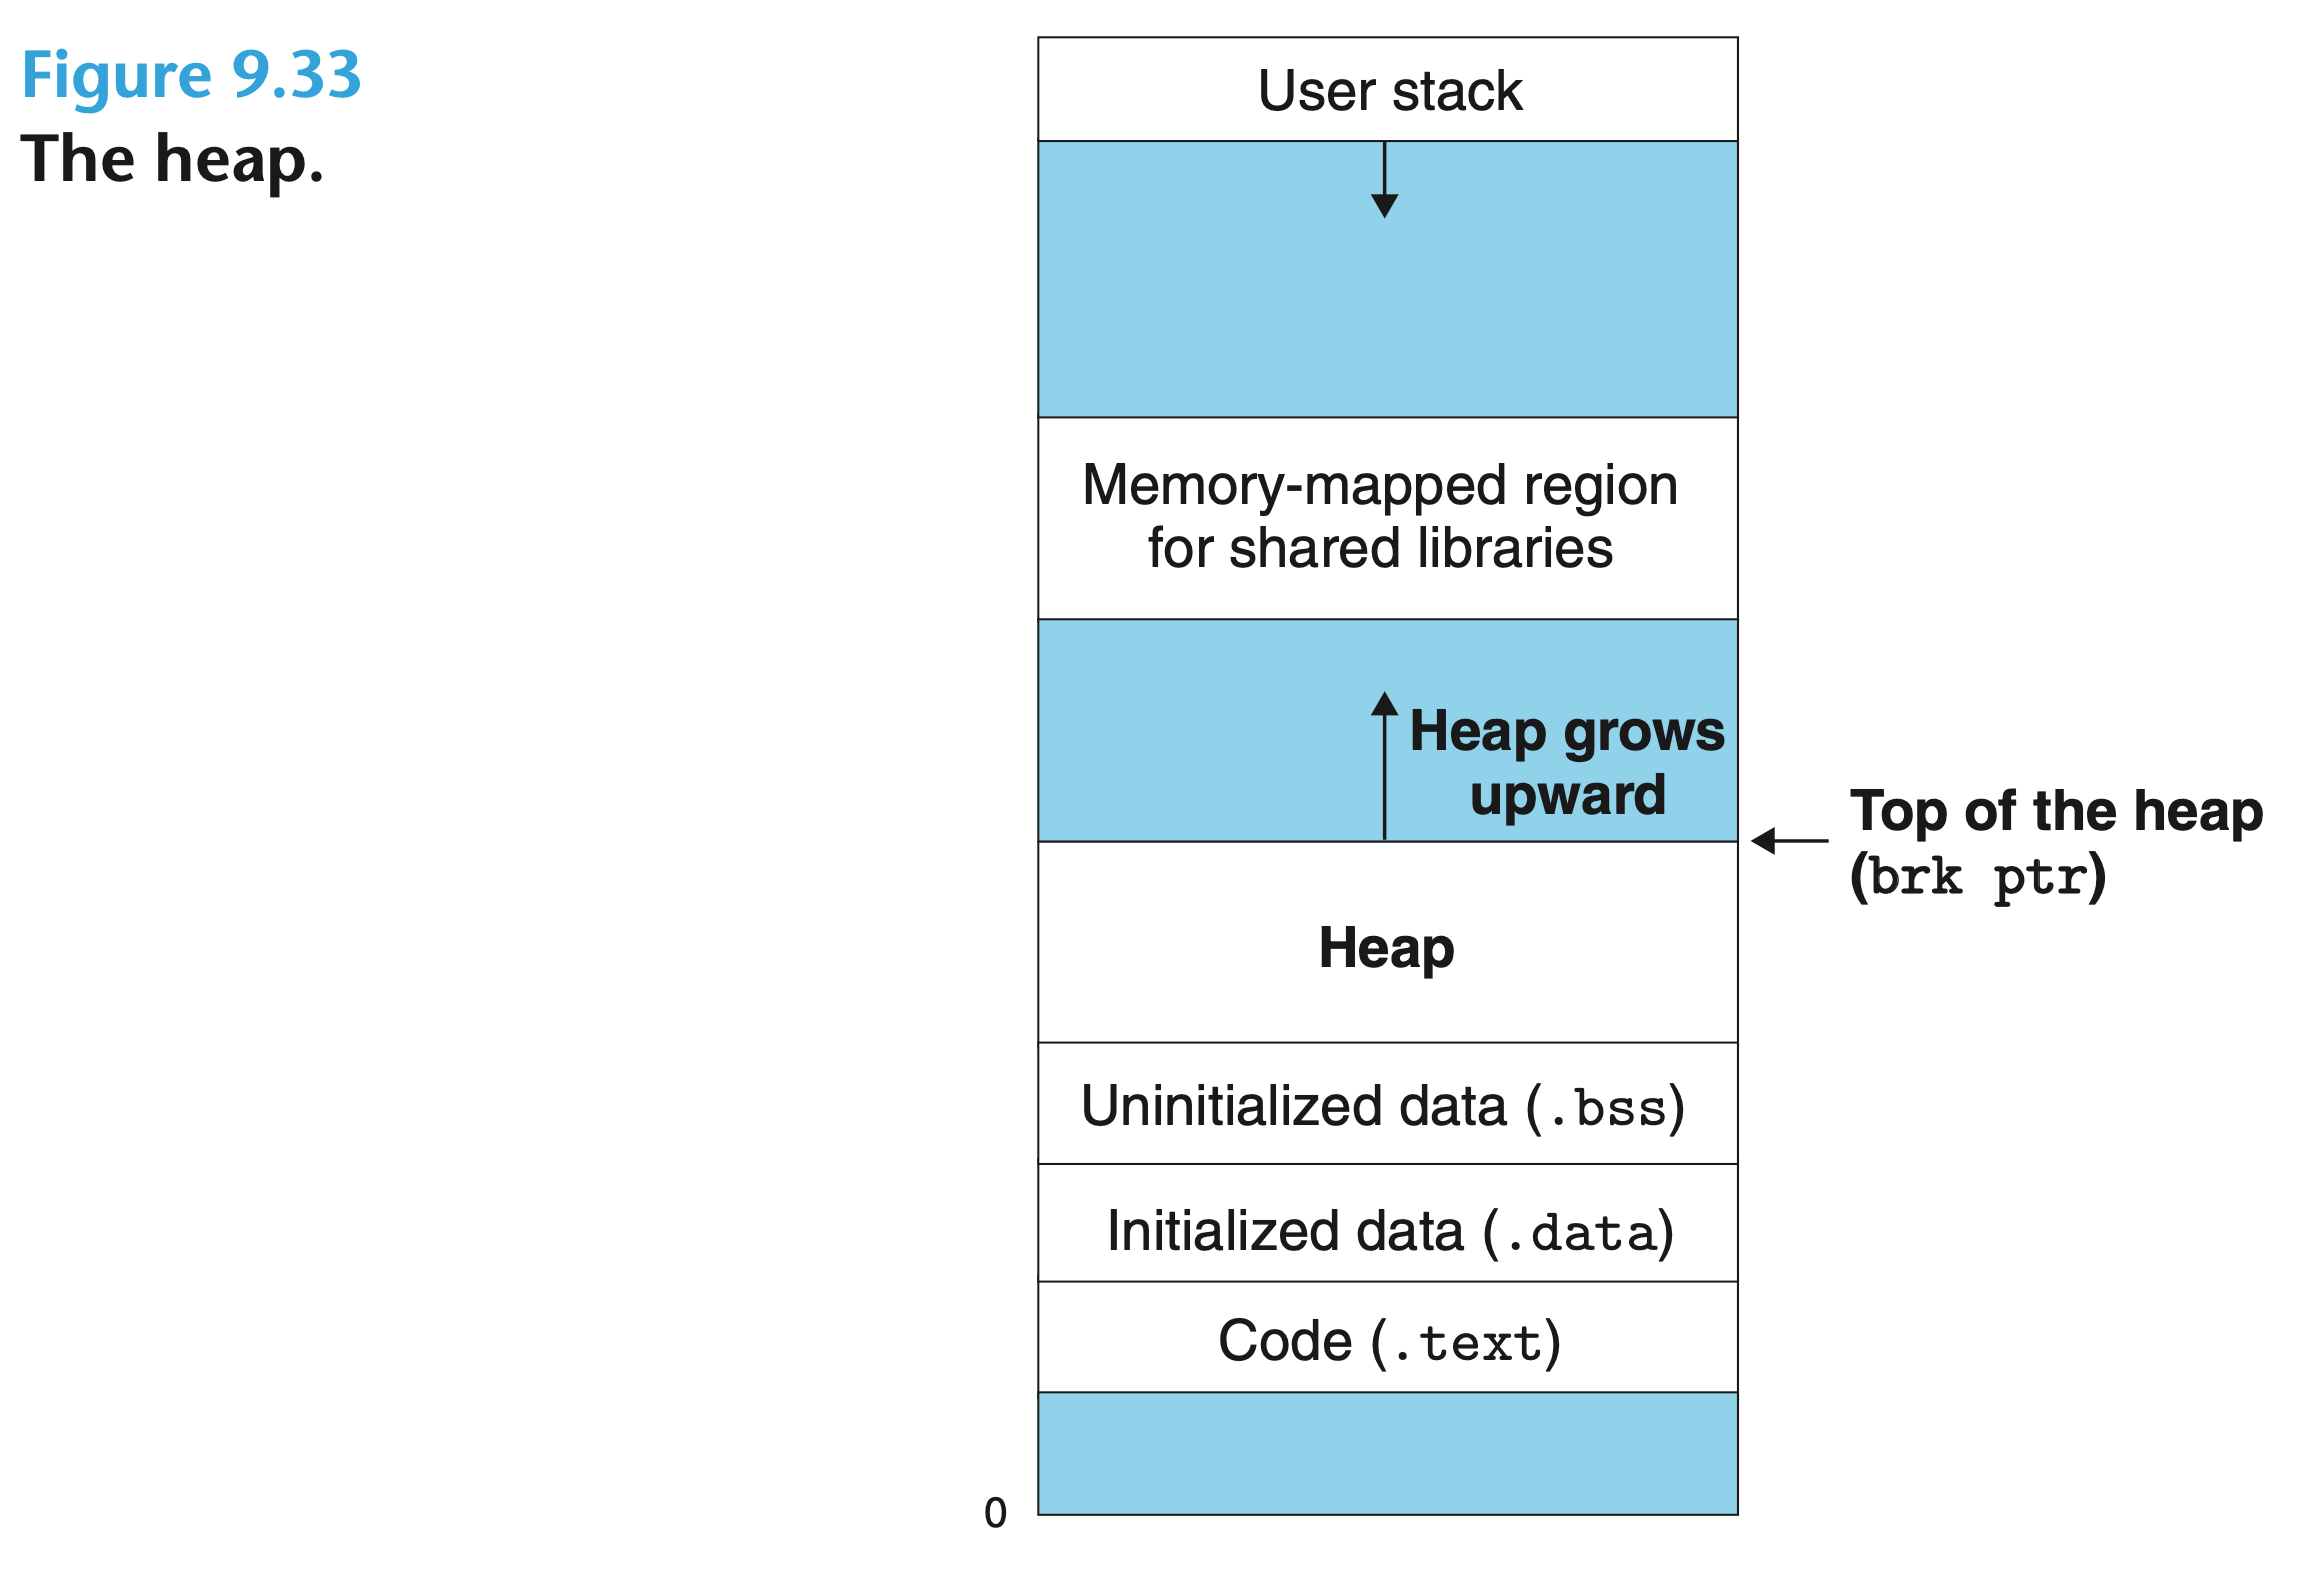 Figure 9.33
The heap.
User stack
Memory-mapped region
for shared libraries
Heap grows
upward
Top of the heap
(brk ptr)
Heap
Uninitialized data (.bss)
Initialized data (.data)
Code (.text)
0